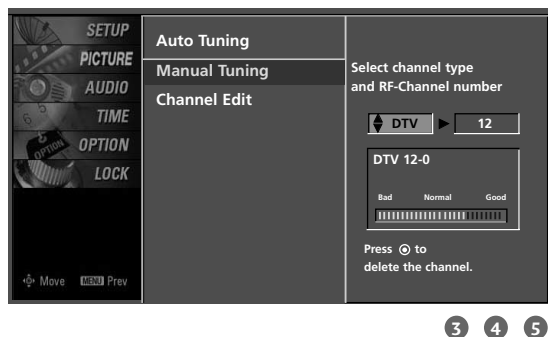 SETUP
PICTURE
AUDIO
TIME
OPTION
LOCK
Move MENU Prev
Auto Tuning
Manual Tuning
Channel Edit
Select channel type
and RF-Channel number
DTV 12
DTV 12-0
Bad Normal Good
Press to
delete the channel.
3 4 5